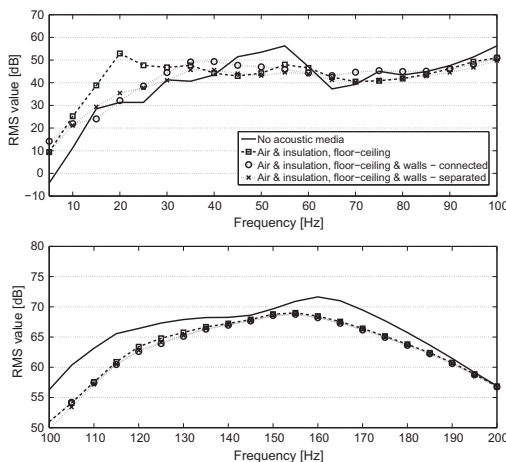 70
60
50
40
30
20
10
0
−10
RMS value [dB]
No acoustic media
Air & insulation, floor-ceiling
Air & insulation, floor-ceiling & walls − connected
Air & insulation, floor-ceiling & walls − separated
10 20 30 40 50 60 70 80 90 100
Frequency [Hz]
80
75
70
65
60
55
50
RMS value [dB]
100 110 120 130 140 150 160 170 180 190 200
Frequency [Hz]